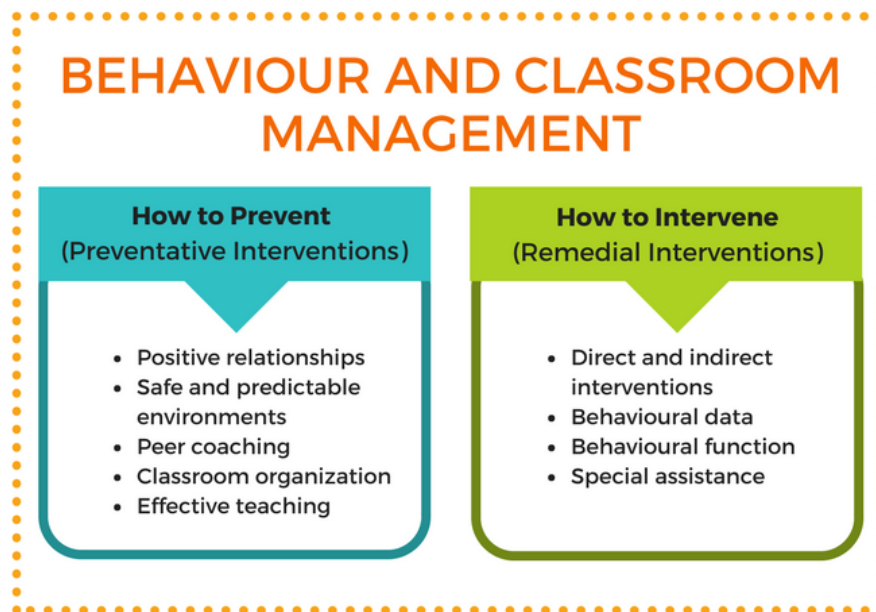 BEHAVIOUR AND CLASSROOM
MANAGEMENT
How to Prevent
(Preventative Interventions)
• Positive relationships
• Safe and predictable
environments
• Peer coaching
• Classroom organization
• Effective teaching
How to Intervene
(Remedial Interventions)
• Direct and indirect
interventions
• Behavioural data
• Behavioural function
• Special assistance